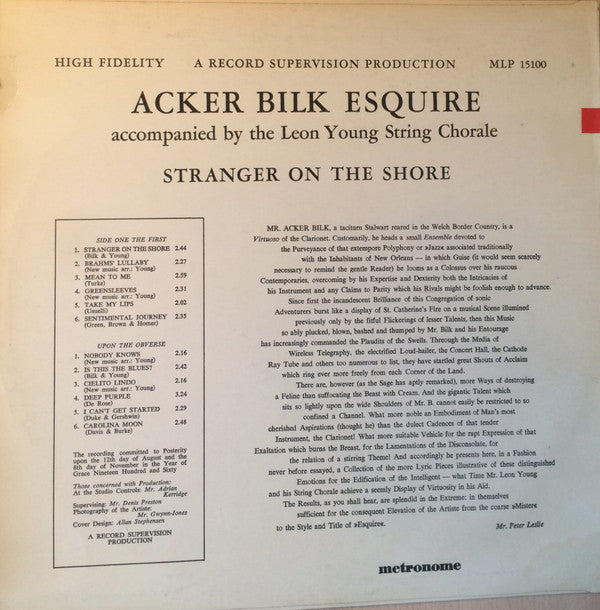 HIGH FIDELITY A RECORD SUPERVISION PRODUCTION MLP 15100
ACKER BILK ESQUIRE
accompanied by the Leon Young String Chorale
STRANGER ON THE SHORE
SIDE ONE THE FIRST
1. STRANGER ON THE SHORE 2.44
(Bilk & Young)
2. BRAHMS' LULLABY 2.27
(New music arr.: Young)
3. MEAN TO ME 2.59
(Turks)
4. GREENSLEEVES 2.31
(New music arr.: Young)
5. TAKE MY LIPS 2.02
(Usuelli)
6. SENTIMENTAL JOURNEY 2.35
(Green, Brown & Homer)
UPON THE OBVERSE
1. NOBODY KNOWS 2.16
(New music arr.: Young)
2. IS THIS THE BLUES? 2.42
(Bilk & Young)
3. CIELITO LINDO 2.16
(New music arr.: Young)
4. DEEP PURPLE 3.24
(De Rose)
5. I CAN'T GET STARTED 2.29
(Duke & Gershwin)
6. CAROLINA MOON 2.48
(Davis & Burke)
The recording committed to Posterity
upon the 12th day of August and the
8th day of November in the Year of
Grace Nineteen Hundred and Sixty
Those concerned with Production:
At the Studio Controls: Mr. Adrian
Kerridge
Supervising: Mr. Denis Preston
Photography of the Artiste:
Mr. Gwynn-Jones
Cover Design: Allan Stephensen
A RECORD SUPERVISION
PRODUCTION
MR. ACKER BILK, a taciturn Stalwart reared in the Welch Border Country, is a
Virtuoso of the Clarionet. Customarily, he heads a small Ensemble devoted to
the Purveyance of that extempore Polyphony or »Jazz« associated traditionally
with the Inhabitants of New Orleans — in which Guise (it would seem scarcely
necessary to remind the gentle Reader) he looms as a Colossus over his raucous
Contemporaries, overcoming by his Expertise and Dexterity both the Intricacies of
his Instrument and any Claims to Parity which his Rivals might be foolish enough to advance.
Since first the incandescent Brilliance of this Congregation of sonic
Adventurers burst like a display of St. Catherine's Fire on a musical Scene illumined
previously only by the fitful Flickerings of lesser Talents, then this Music
so ably plucked, blown, bashed and thumped by Mr. Bilk and his Entourage
has increasingly commanded the Plaudits of the Swells. Through the Media of
Wireless Telegraphy, the electrified Loud-hailer, the Concert Hall, the Cathode
Ray Tube and others too numerous to list, they have startled great Shouts of Acclaim
which ring ever more freely from each Corner of the Land.
There are, however (as the Sage has aptly remarked), more Ways of destroying
a Feline than suffocating the Beast with Cream. And the gigantic Talent which
sits so lightly upon the wide Shoulders of Mr B. cannot easily be restricted to so
confined a Channel. What more noble an Embodiment of Man's most
cherished Aspirations (thought he) than the dulcet Cadences of that tender
Instrument, the Clarionet! What more suitable Vehicle for the rapt Expression of that
Exaltation which burns the Breast, for the Lamentations of the Disconsolate, for
the relation of a stirring Theme! And accordingly he presents here, in a Fashion
never before essayed, a Collection of the more Lyric Pieces illustrative of these distinguished
Emotions for the Edification of the Intelligent — what Time Mr. Leon Young
and his String Chorale achieve a seemly Display of Virtuosity in his Aid.
The Results, as you shall hear, are splendid in the Extreme: in themselves
sufficient for the consequent Elevation of the Artiste from the coarse »Mister«
to the Style and Title of »Esquire«.
Mr. Peter Leslie
metronome